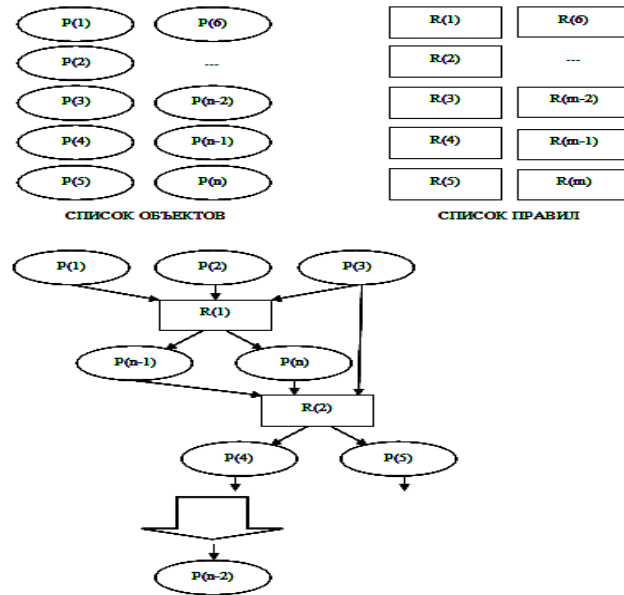 P(1) P(6) R(1) R(6)
P(2) --- R(2) ---
P(3) P(n-2) R(3) R(m-2)
P(4) P(n-1) R(4) R(m-1)
P(5) P(n) R(5) R(m)
СПИСОК ОБЪЕКТОВ СПИСОК ПРАВИЛ
P(1) P(2) P(3)
R(1)
P(n-1) P(n)
R(2)
P(4) P(5)
P(n-2)